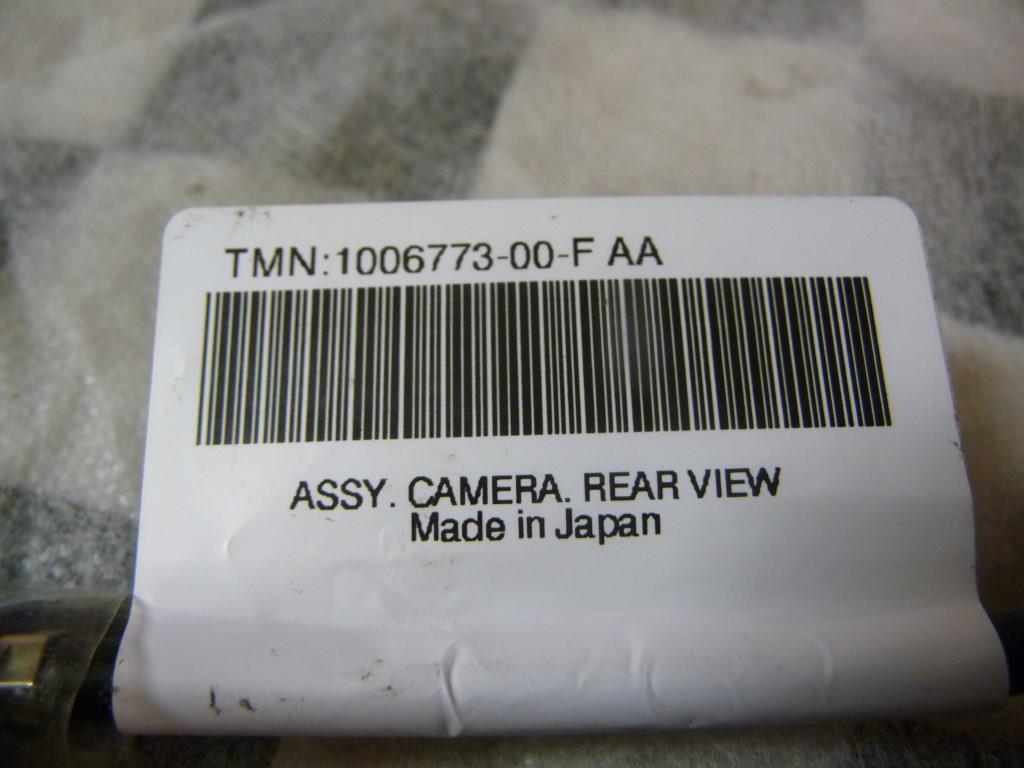 TMN:1006773-00-F AA
ASSY. CAMERA. REAR VIEW
Made in Japan